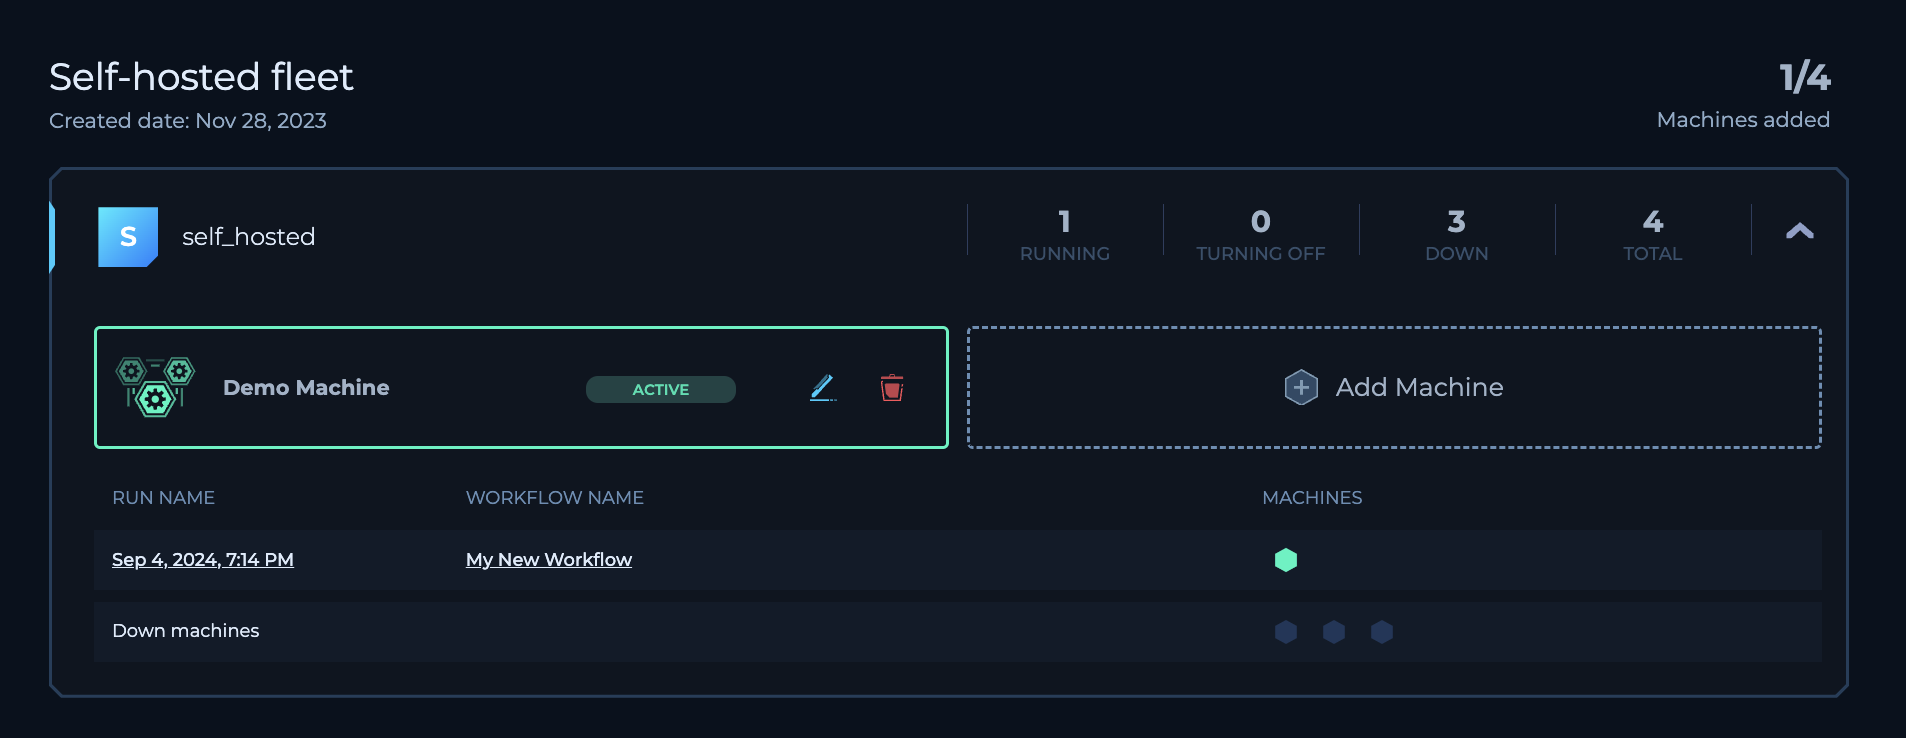 Self-hosted fleet
Created date: Nov 28, 2023
1/4
Machines added
S
self_hosted
1
RUNNING
0
TURNING OFF
3
DOWN
4
TOTAL
Demo Machine
ACTIVE
Add Machine
RUN NAME
WORKFLOW NAME
MACHINES
Sep 4, 2024, 7:14 PM
My New Workflow
Down machines